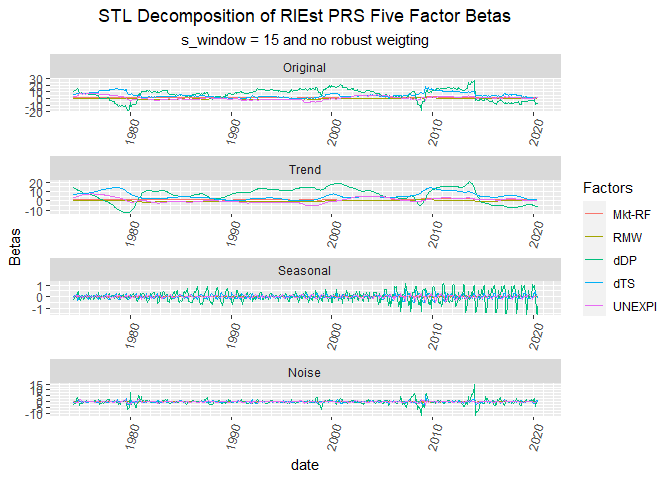 STL Decomposition of RIEst PRS Five Factor Betas
s_window = 15 and no robust weigting
Original
30
20
10
0
-10
-20
1980
1990
2000
2010
2020
Trend
20
10
0
-10
1980
1990
2000
2010
2020
Seasonal
1
0
-1
1980
1990
2000
2010
2020
Noise
15
10
5
0
-5
-10
1980
1990
2000
2010
2020
Betas
date
Factors
Mkt-RF
RMW
dDP
dTS
UNEXPI